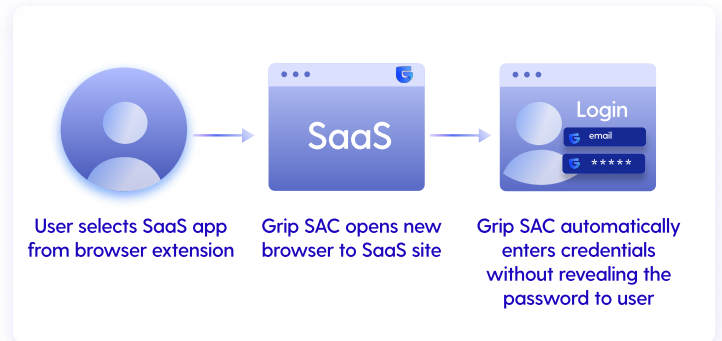 SaaS
Login
email
*****
User selects SaaS app
from browser extension
Grip SAC opens new
browser to SaaS site
Grip SAC automatically
enters credentials
without revealing the
password to user